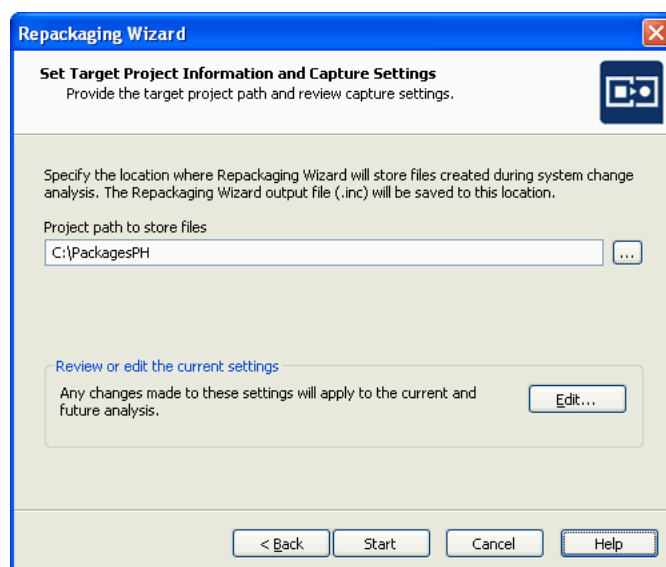 Repackaging Wizard
Set Target Project Information and Capture Settings
Provide the target project path and review capture settings.
Specify the location where Repackaging Wizard will store files created during system change
analysis. The Repackaging Wizard output file (.inc) will be saved to this location.
Project path to store files
C:\PackagesPH
...
Review or edit the current settings
Any changes made to these settings will apply to the current and
future analysis.
Edit...
< Back
Start
Cancel
Help